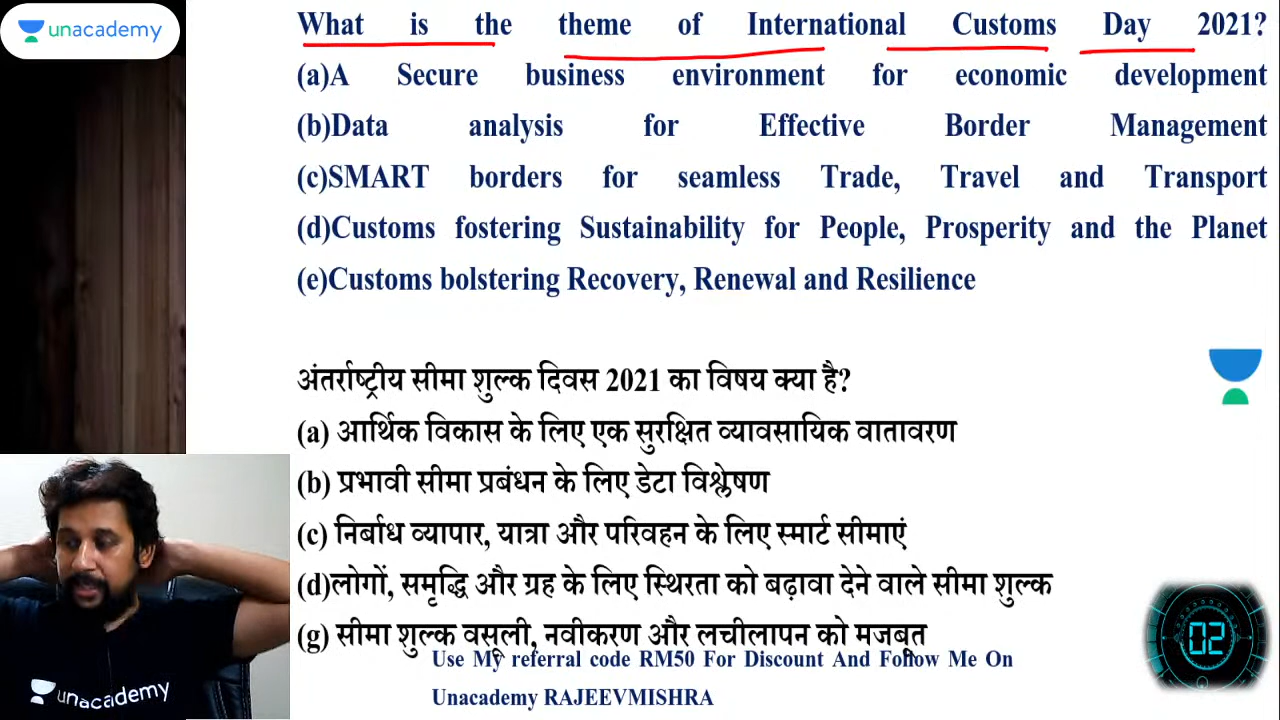 unacademy
What is the theme of International Customs Day 2021?
(a)A Secure business environment for economic development
(b)Data analysis for Effective Border Management
(c)SMART borders for seamless Trade, Travel and Transport
(d)Customs fostering Sustainability for People, Prosperity and the Planet
(e)Customs bolstering Recovery, Renewal and Resilience
अंतर्राष्ट्रीय सीमा शुल्क दिवस 2021 का विषय क्या है?
(a) आर्थिक विकास के लिए एक सुरक्षित व्यावसायिक वातावरण
(b) प्रभावी सीमा प्रबंधन के लिए डेटा विश्लेषण
(c) निर्बाध व्यापार, यात्रा और परिवहन के लिए स्मार्ट सीमाएं
(d)लोगों, समृद्धि और ग्रह के लिए स्थिरता को बढ़ावा देने वाले सीमा शुल्क
(g) सीमा शुल्क वसूली, नवीकरण और लचीलापन को मजबूत
Use My referral code RM50 For Discount And Follow Me On
Unacademy RAJEEVMISHRA
02
unacademy